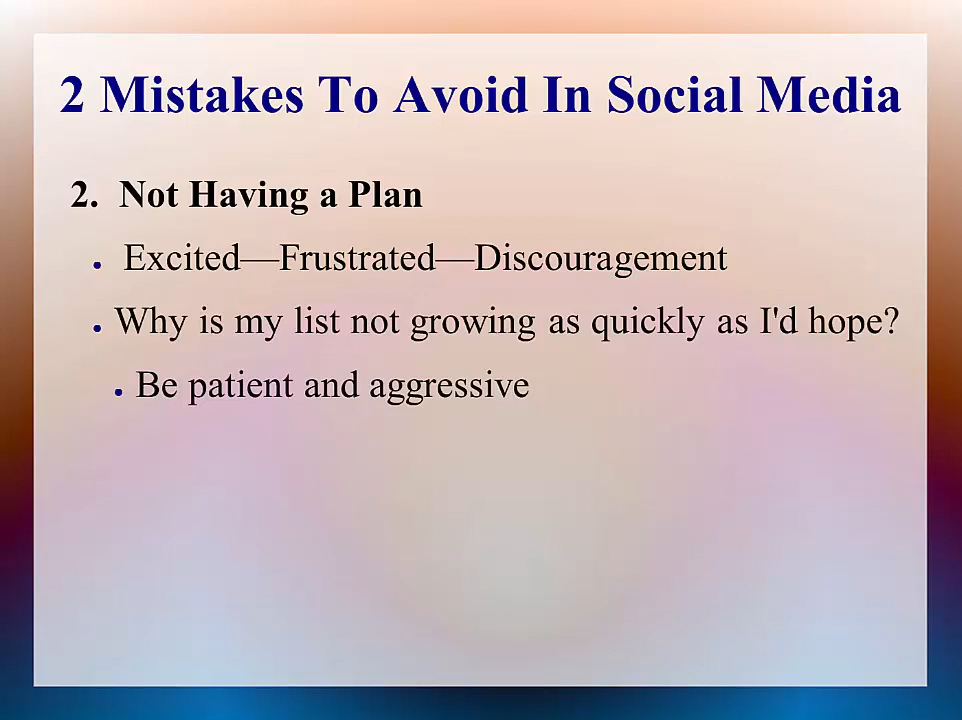 2 Mistakes To Avoid In Social Media
2. Not Having a Plan
● Excited—Frustrated—Discouragement
● Why is my list not growing as quickly as I'd hope?
● Be patient and aggressive